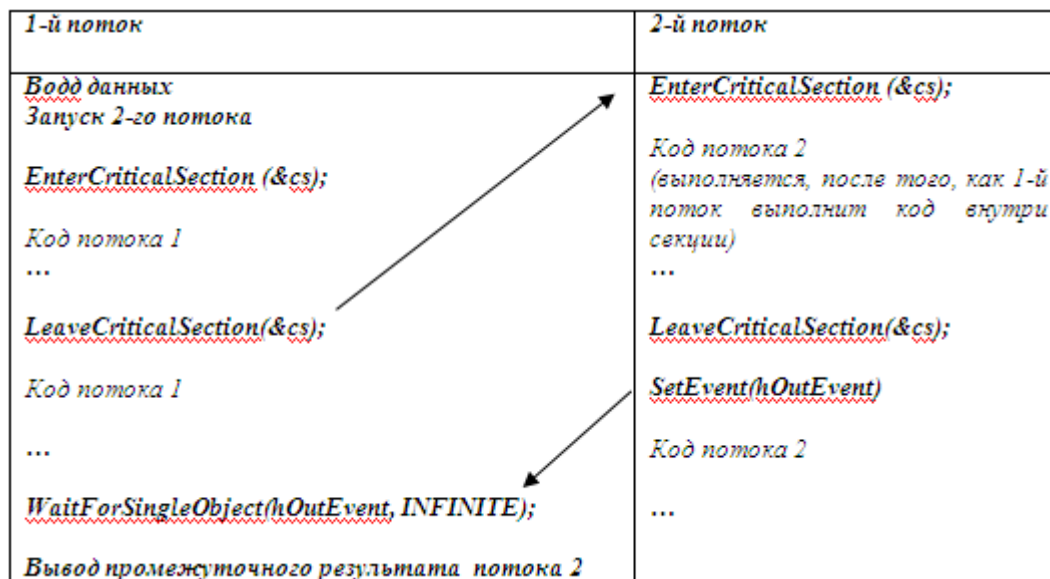 1-й поток
2-й поток
Водд данных
Запуск 2-го потока
EnterCriticalSection (&cs);
Код потока 1
...
LeaveCriticalSection(&cs);
Код потока 1
...
WaitForSingleObject(hOutEvent, INFINITE);
Вывод промежуточного результата потока 2
EnterCriticalSection (&cs);
Код потока 2
(выполняется, после того, как 1-й
поток выполнит код внутри
секции)
...
LeaveCriticalSection(&cs);
SetEvent(hOutEvent)
Код потока 2
...